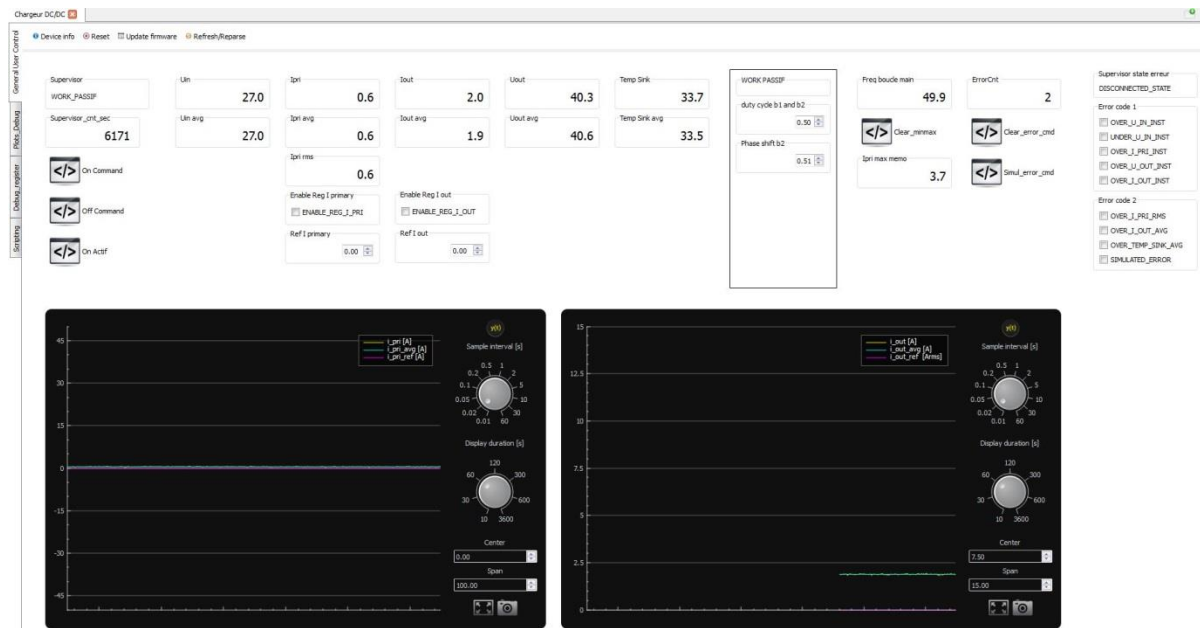 Chargeur DC/DC
General User Control
Plots_Debug
Debug_register
Scripting
Device info Reset Update firmware Refresh/Reparse
Supervisor
WORK_PASSIF
Supervisor_cnt_sec
6171
On Command
Off Command
On Actif
Uin
27.0
Uin avg
27.0
Ipri
0.6
Ipri avg
0.6
Ipri rms
0.6
Enable Reg I primary
ENABLE_REG_I_PRI
Ref I primary
0.00
Iout
2.0
Iout avg
1.9
Enable Reg I out
ENABLE_REG_I_OUT
Ref I out
0.00
Uout
40.3
Uout avg
40.6
Temp Sink
33.7
Temp Sink avg
33.5
WORK PASSIF
duty cycle b1 and b2
0.50
Phase shift b2
0.51
Freq boucle main
49.9
Clear_minmax
Ipri max memo
3.7
ErrorCnt
2
Clear_error_cmd
Simul_error_cmd
Supervisor state erreur
DISCONNECTED_STATE
Error code 1
OVER_U_IN_INST
UNDER_U_IN_INST
OVER_I_PRI_INST
OVER_U_OUT_INST
OVER_I_OUT_INST
Error code 2
OVER_I_PRI_RMS
OVER_I_OUT_AVG
OVER_TEMP_SINK_AVG
SIMULATED_ERROR
45
30
15
0
-15
-30
-45
i_pri [A]
i_pri_avg [A]
i_pri_ref [A]
y(t)
Sample interval [s]
0.5 1
0.2 2
0.1 5
0.05 10
0.02 30
0.01 60
Display duration [s]
120
60 300
30 600
10 3600
Center
0.00
Span
100.00
15
12.5
10
7.5
5
2.5
0
i_out [A]
i_out_avg [A]
i_out_ref [Arms]
y(t)
Sample interval [s]
0.5 1
0.2 2
0.1 5
0.05 10
0.02 30
0.01 60
Display duration [s]
120
60 300
30 600
10 3600
Center
7.50
Span
15.00